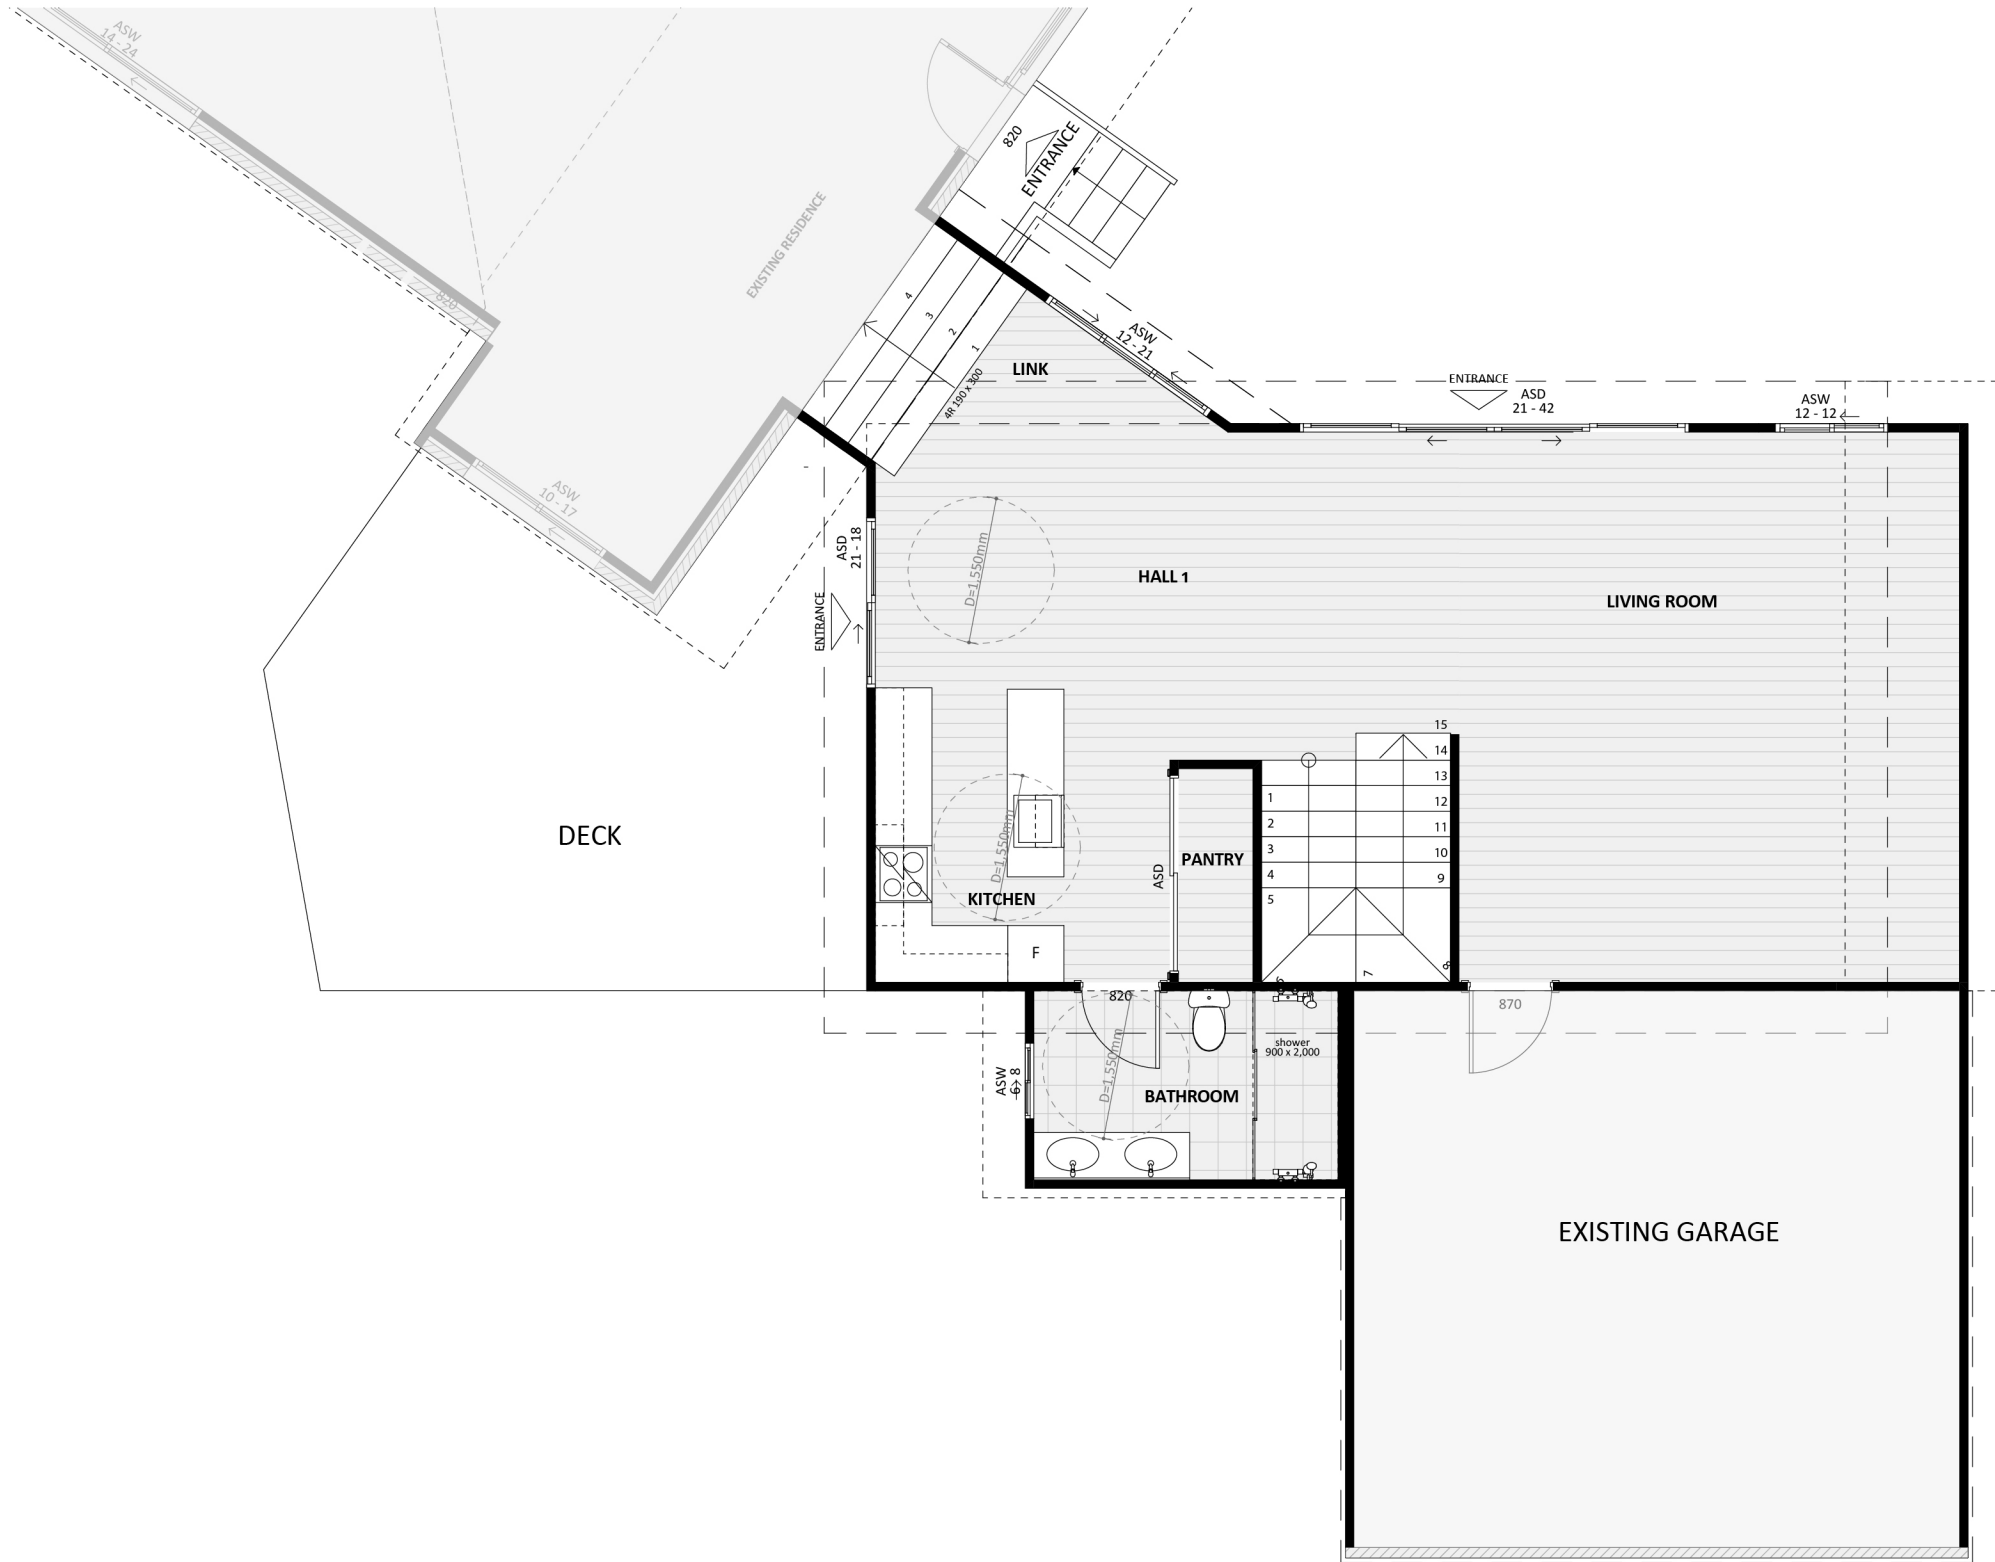 ASW
14 - 24
820
ENTRANCE
EXISTING RESIDENCE
820
4
3
2
1
4R 190 x 300
LINK
ASW
12 - 21
ENTRANCE
ASD
21 - 42
ASW
12 - 12
ASW
10 - 17
ASD
21 - 18
D=1,550mm
HALL 1
LIVING ROOM
ENTRANCE
15
14
13
12
11
10
9
1
2
3
4
5
6
7
8
DECK
D=1,550mm
KITCHEN
ASD
PANTRY
F
820
870
shower
900 x 2,000
ASW
6 - 8
D=1,550mm
BATHROOM
EXISTING GARAGE